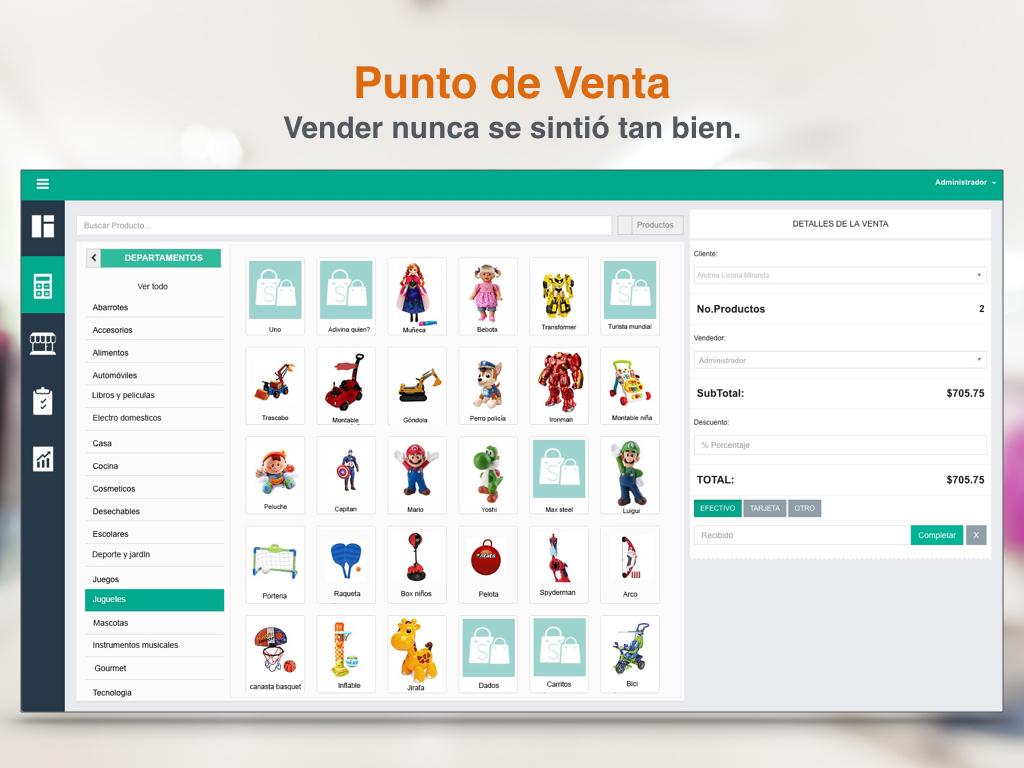 Punto de Venta
Vender nunca se sintió tan bien.
Administrador
Buscar Producto...
Productos
DEPARTAMENTOS
Ver todo
Abarrotes
Accesorios
Alimentos
Automóviles
Libros y peliculas
Electro domesticos
Casa
Cocina
Cosmeticos
Desechables
Escolares
Deporte y jardIn
Juegos
Juguetes
Mascotas
Instrumentos musicales
Gourmet
Tecnologia
Uno
Adivina quien?
Muñeca
Bebota
Transformer
Turista mundial
Trascabo
Montable
Góndola
Perro policía
Ironman
Montable niña
Peluche
Capitan
Mario
Yoshi
Max steel
Luigui
Porteria
Raqueta
Box niños
Pelota
Spyderman
Arco
canasta basquet
Inflable
Jirafa
Dados
Carritos
Bici
DETALLES DE LA VENTA
Cliente:
Andrea Licona Miranda
No.Productos 2
Vendedor:
Administrador
SubTotal: $705.75
Descuento:
% Porcentaje
TOTAL: $705.75
EFECTIVO TARJETA OTRO
Recibido Completar X